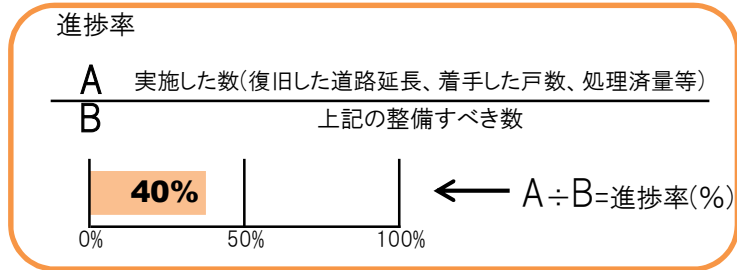 進捗率
A 実施した数(復旧した道路延長、着手した戸数、処理済量等)
B 上記の整備すべき数
40%
A÷B=進捗率(%)
0% 50% 100%